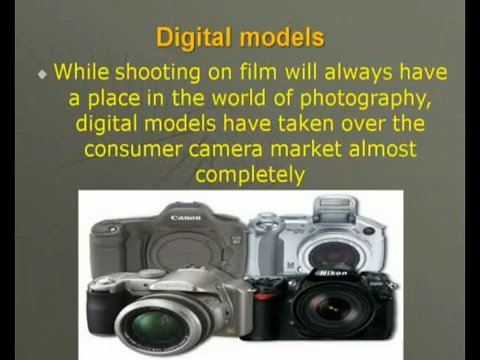 Digital models
While shooting on film will always have
a place in the world of photography,
digital models have taken over the
consumer camera market almost
completely
Canon
Nikon